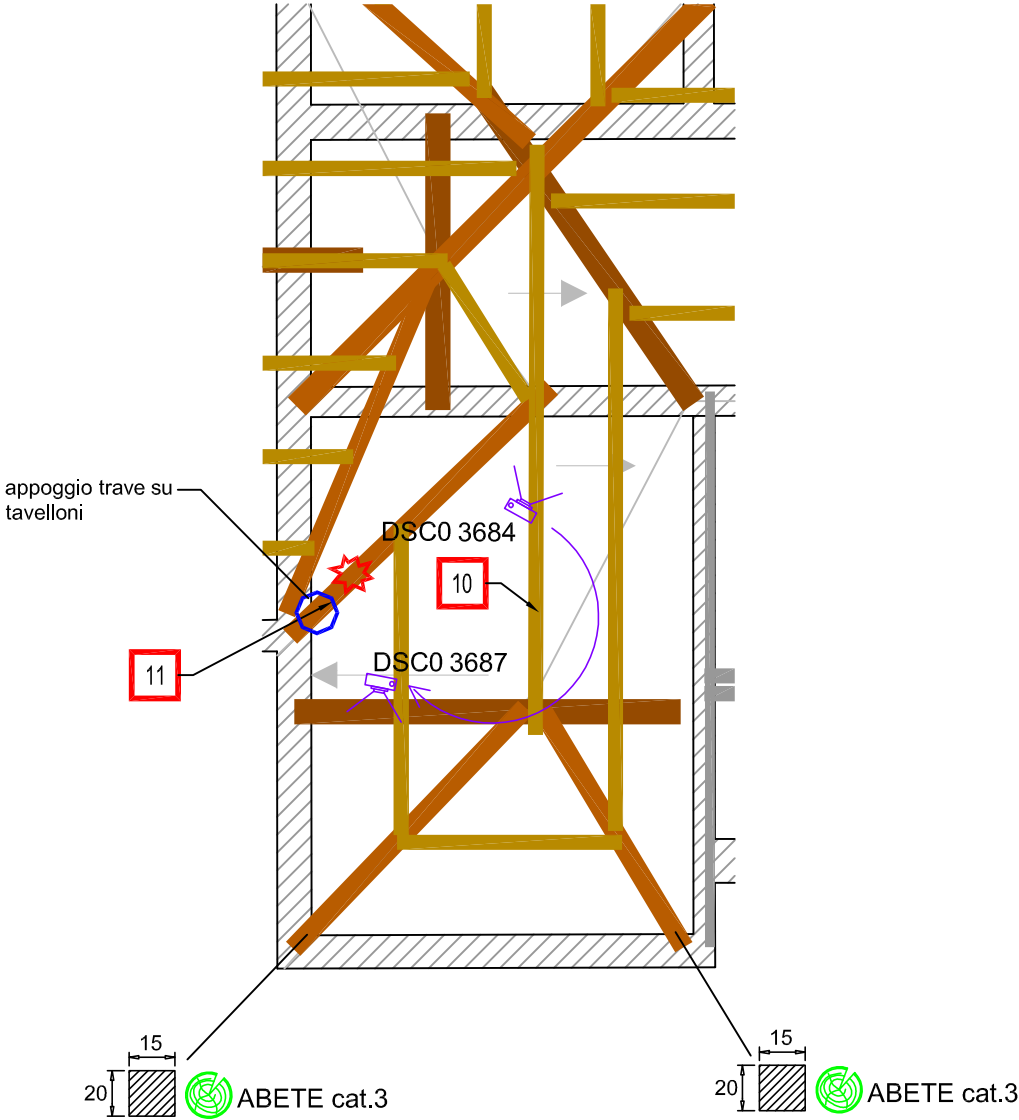 appoggio trave su
tavelloni
DSC0 3684
10
DSC0 3687
11
15
20
ABETE cat.3
15
20
ABETE cat.3